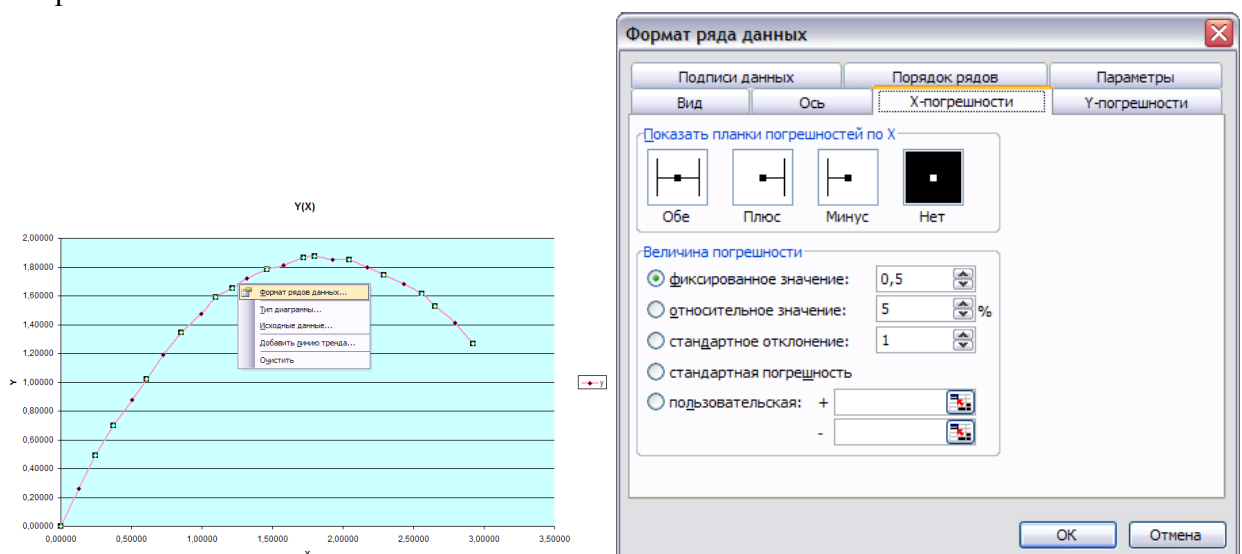 Y(X)
2,00000
1,80000
1,60000
1,40000
1,20000
1,00000
0,80000
0,60000
0,40000
0,20000
0,00000
Y
Формат рядов данных...
Тип диаграммы...
Исходные данные...
Добавить линию тренда...
Очистить
y
0,00000 0,50000 1,00000 1,50000 2,00000 2,50000 3,00000 3,50000
Формат ряда данных
Подписи данных Порядок рядов Параметры
Вид Ось X-погрешности Y-погрешности
Показать планки погрешностей по X
Обе Плюс Минус Нет
Величина погрешности
фиксированное значение: 0,5
относительное значение: 5 %
стандартное отклонение: 1
стандартная погрешность
пользовательская: +
-
ОК Отмена